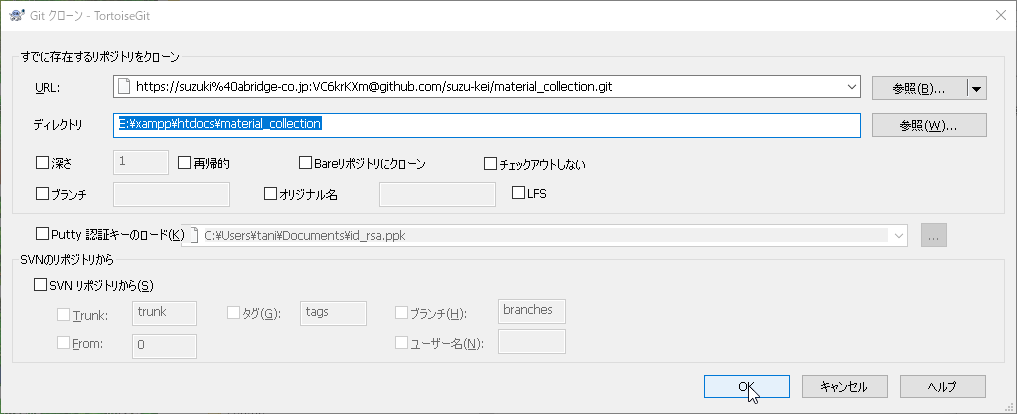 Git クローン - TortoiseGit
すでに存在するリポジトリをクローン
URL: https://suzuki%40abridge-co.jp:VC6krKXm@github.com/suzu-kei/material_collection.git 参照(B)...
ディレクトリ E:¥xampp¥htdocs¥material_collection 参照(W)...
深さ 1 再帰的 Bareリポジトリにクローン チェックアウトしない
ブランチ オリジナル名 LFS
Putty 認証キーのロード(K) C:¥Users¥tani¥Documents¥id_rsa.ppk ...
SVNのリポジトリから
SVN リポジトリから(S)
Trunk: trunk タグ(G): tags ブランチ(H): branches
From: 0 ユーザー名(N):
OK キャンセル ヘルプ